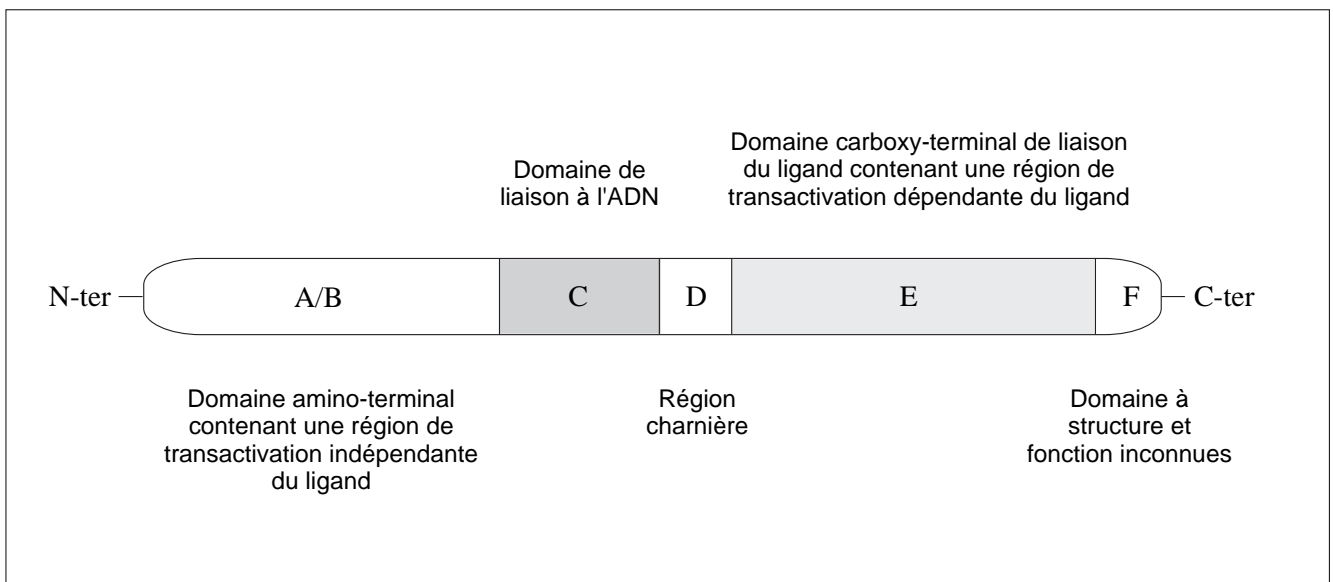 Domaine de
liaison à l'ADN
Domaine carboxy-terminal de liaison
du ligand contenant une région de
transactivation dépendante du ligand
N-ter
A/B
C
D
E
F
C-ter
Domaine amino-terminal
contenant une région de
transactivation indépendante
du ligand
Région
charnière
Domaine à
structure et
fonction inconnues